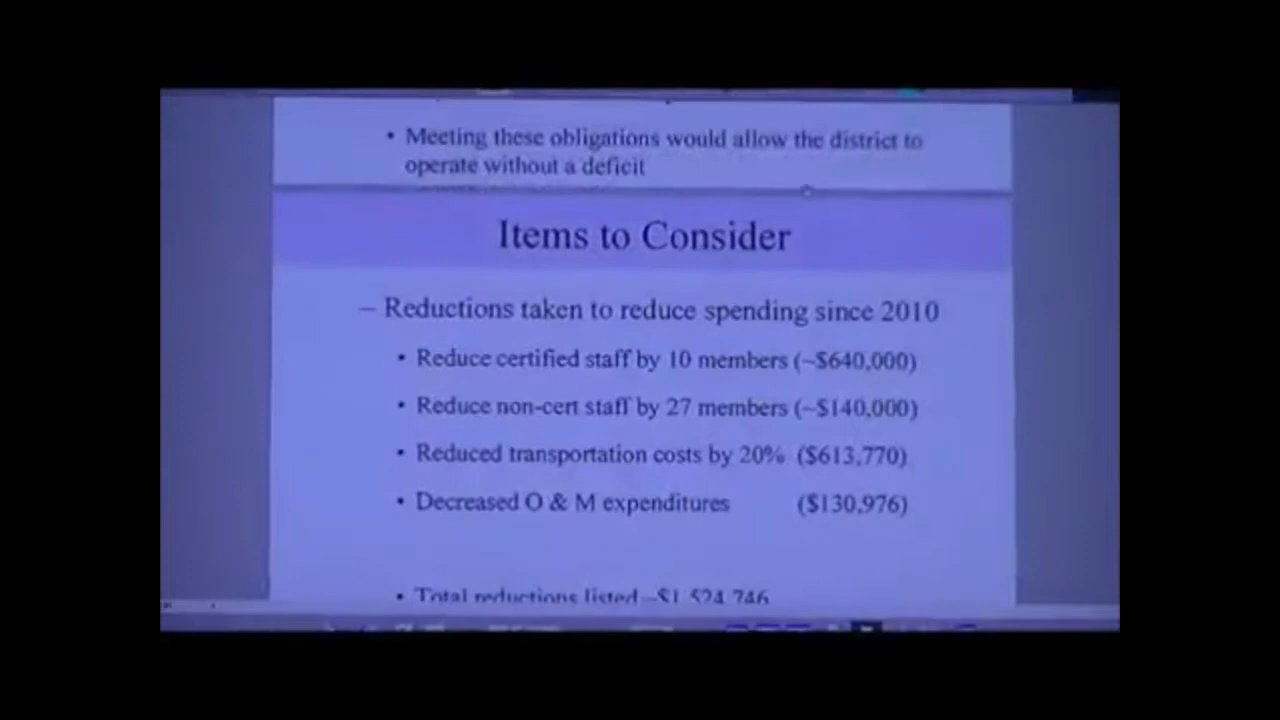 • Meeting these obligations would allow the district to
operate without a deficit
Items to Consider
– Reductions taken to reduce spending since 2010
• Reduce certified staff by 10 members (~$640,000)
• Reduce non-cert staff by 27 members (~$140,000)
• Reduced transportation costs by 20% ($613,770)
• Decreased O & M expenditures ($130,976)
• Total reductions listed ~$1,524,746